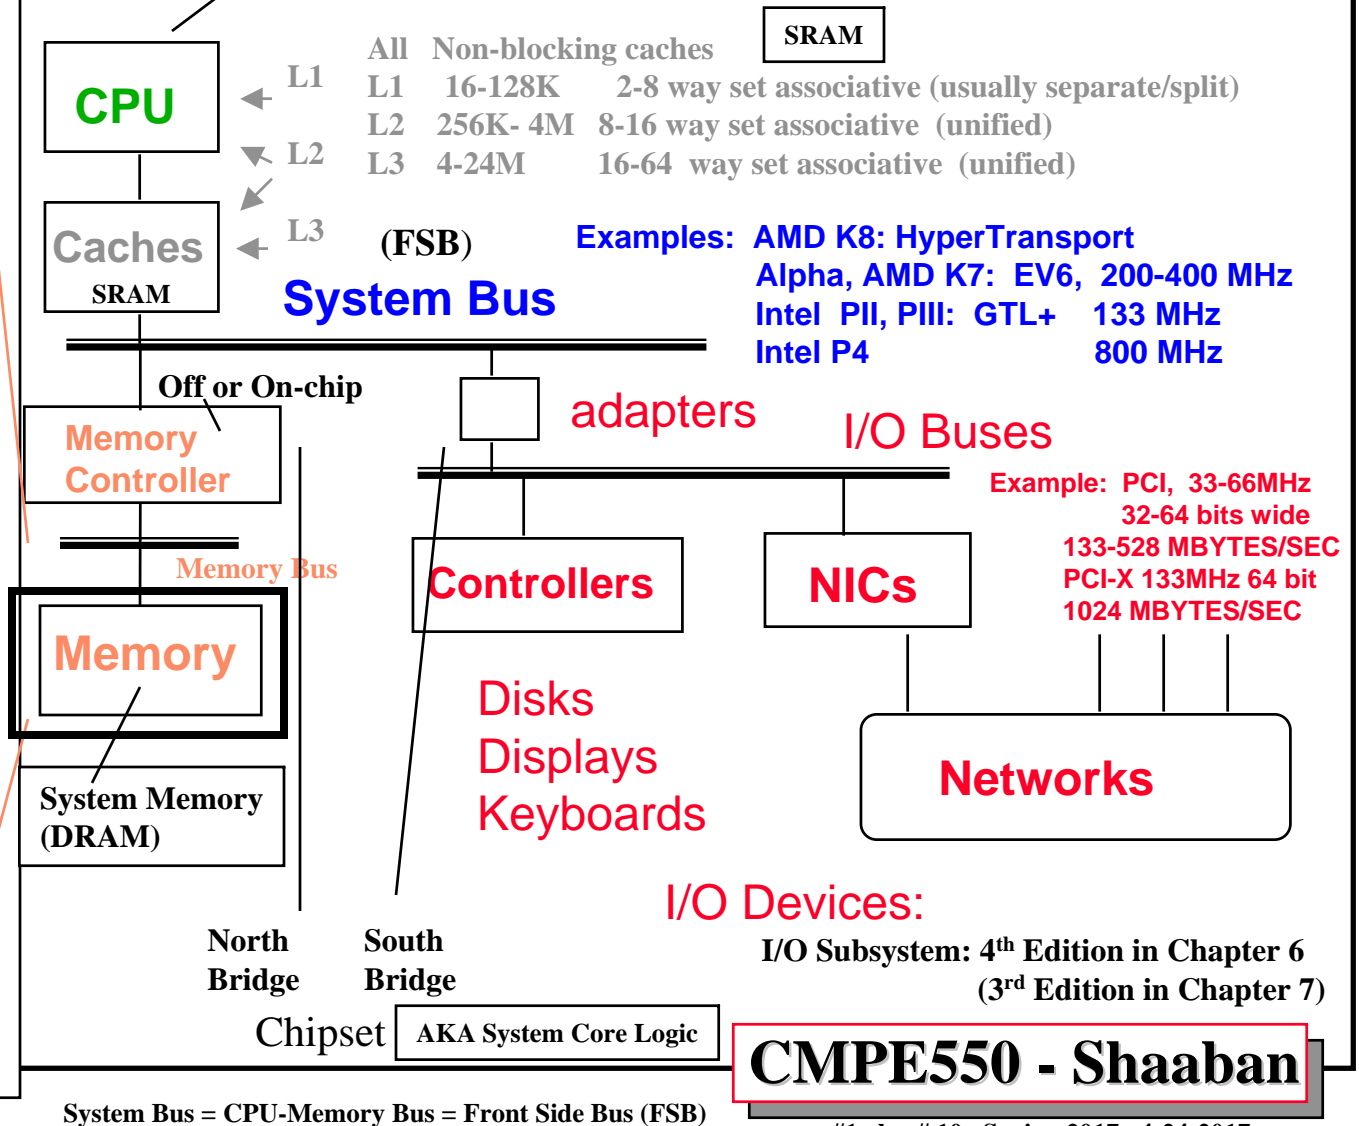 SRAM
All Non-blocking caches
L1 16-128K 2-8 way set associative (usually separate/split)
L2 256K- 4M 8-16 way set associative (unified)
L3 4-24M 16-64 way set associative (unified)
CPU
L1
L2
L3
Caches
SRAM
(FSB)
System Bus
Examples: AMD K8: HyperTransport
Alpha, AMD K7: EV6, 200-400 MHz
Intel PII, PIII: GTL+ 133 MHz
Intel P4 800 MHz
Off or On-chip
adapters
I/O Buses
Memory
Controller
Example: PCI, 33-66MHz
32-64 bits wide
133-528 MBYTES/SEC
PCI-X 133MHz 64 bit
1024 MBYTES/SEC
Memory Bus
Controllers
NICs
Memory
Disks
Displays
Keyboards
Networks
System Memory
(DRAM)
I/O Devices:
North
Bridge
South
Bridge
I/O Subsystem: 4th Edition in Chapter 6
(3rd Edition in Chapter 7)
Chipset
AKA System Core Logic
CMPE550 - Shaaban
System Bus = CPU-Memory Bus = Front Side Bus (FSB)